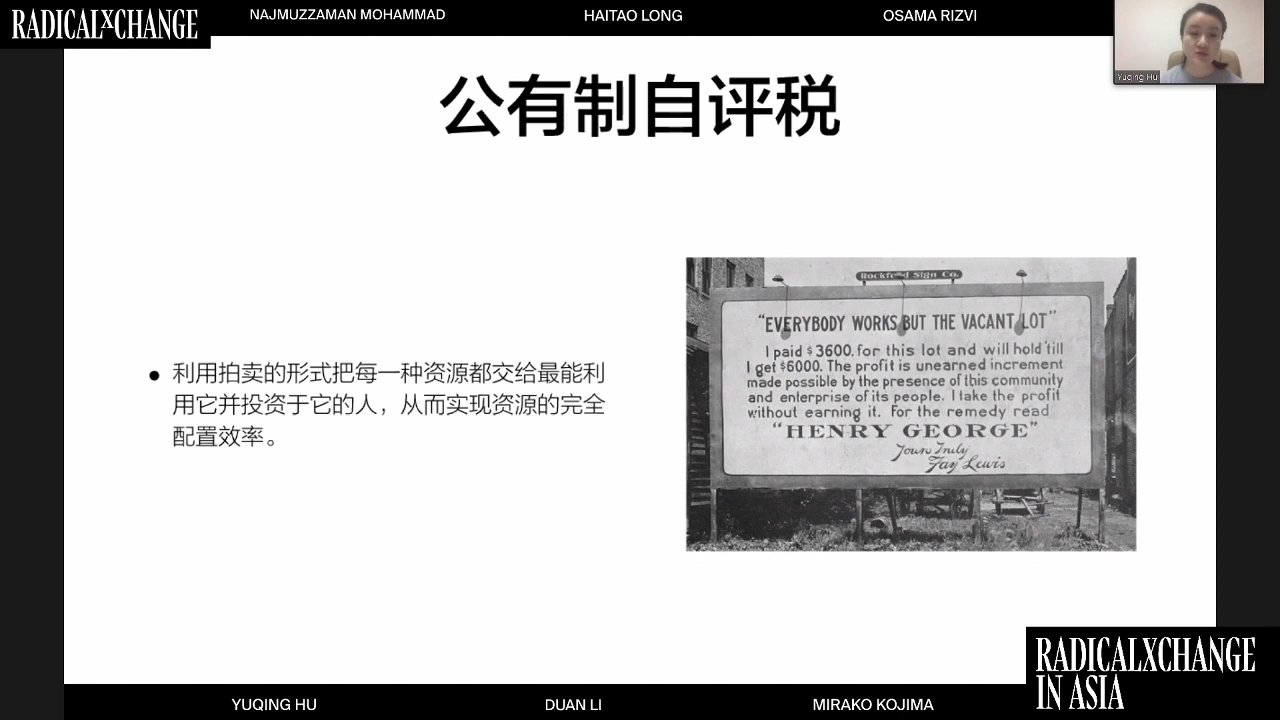 RADICALXCHANGE
NAJMUZZAMAN MOHAMMAD
HAITAO LONG
OSAMA RIZVI
Yuqing Hu
公有制自评税
● 利用拍卖的形式把每一种资源都交给最能利
用它并投资于它的人，从而实现资源的完全
配置效率。
Rockford Sign Co.
"EVERYBODY WORKS BUT THE VACANT LOT"
I paid $3600. for this lot and will hold 'till
I get $6000. The profit is unearned increment
made possible by the presence of this community
and enterprise of its people. I take the profit
without earning it. For the remedy read
"HENRY GEORGE"
Yours Truly
Fay Lewis
YUQING HU
DUAN LI
MIRAKO KOJIMA
RADICALXCHANGE
IN ASIA